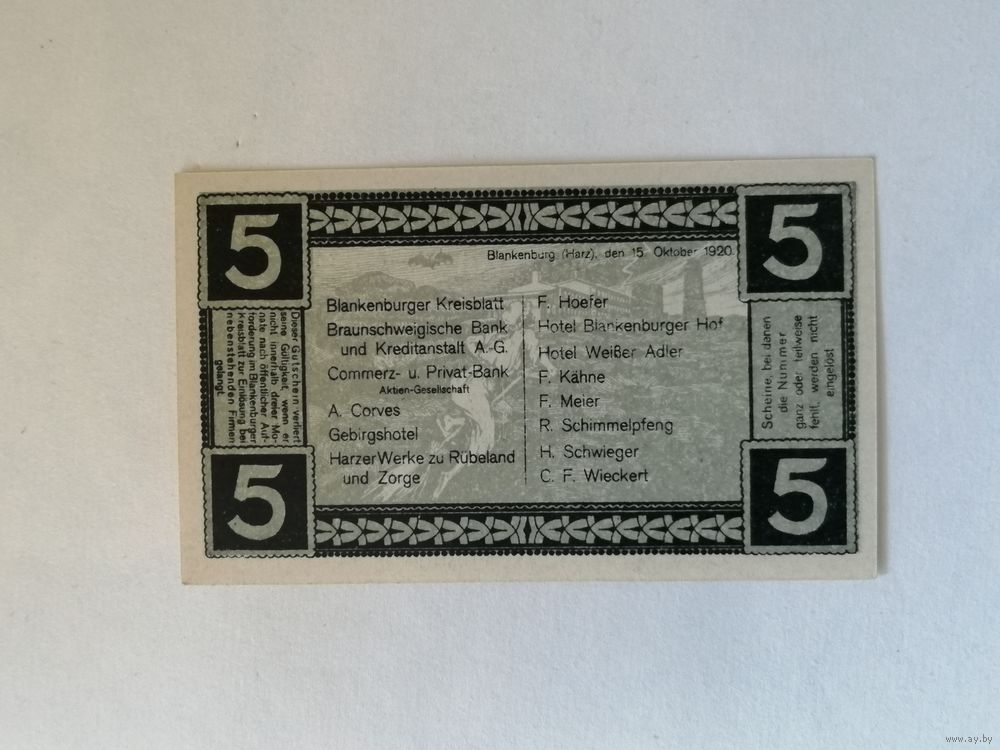 5
5
Blankenburg (Harz), den 15. Oktober 1920.
Blankenburger Kreisblatt
Braunschweigische Bank
und Kreditanstalt A.-G.
Commerz- u. Privat-Bank
Aktien-Gesellschaft
A. Corves
Gebirgshotel
Harzer Werke zu Rübeland
und Zorge
F. Hoefer
Hotel Blankenburger Hof
Hotel Weißer Adler
F. Kähne
F. Meier
R. Schimmelpfeng
H. Schwieger
C. F. Wieckert
Dieser Gutschein verliert
seine Gültigkeit, wenn er
nicht innerhalb dreier Mo-
nate nach öffentlicher Auf-
forderung im Blankenburger
Kreisblatt zur Einlösung bei
nebenstehenden Firmen
gelangt.
Scheine, bei denen
die Nummer
ganz oder teilweise
fehlt, werden nicht
eingelöst
5
5
www.ay.by